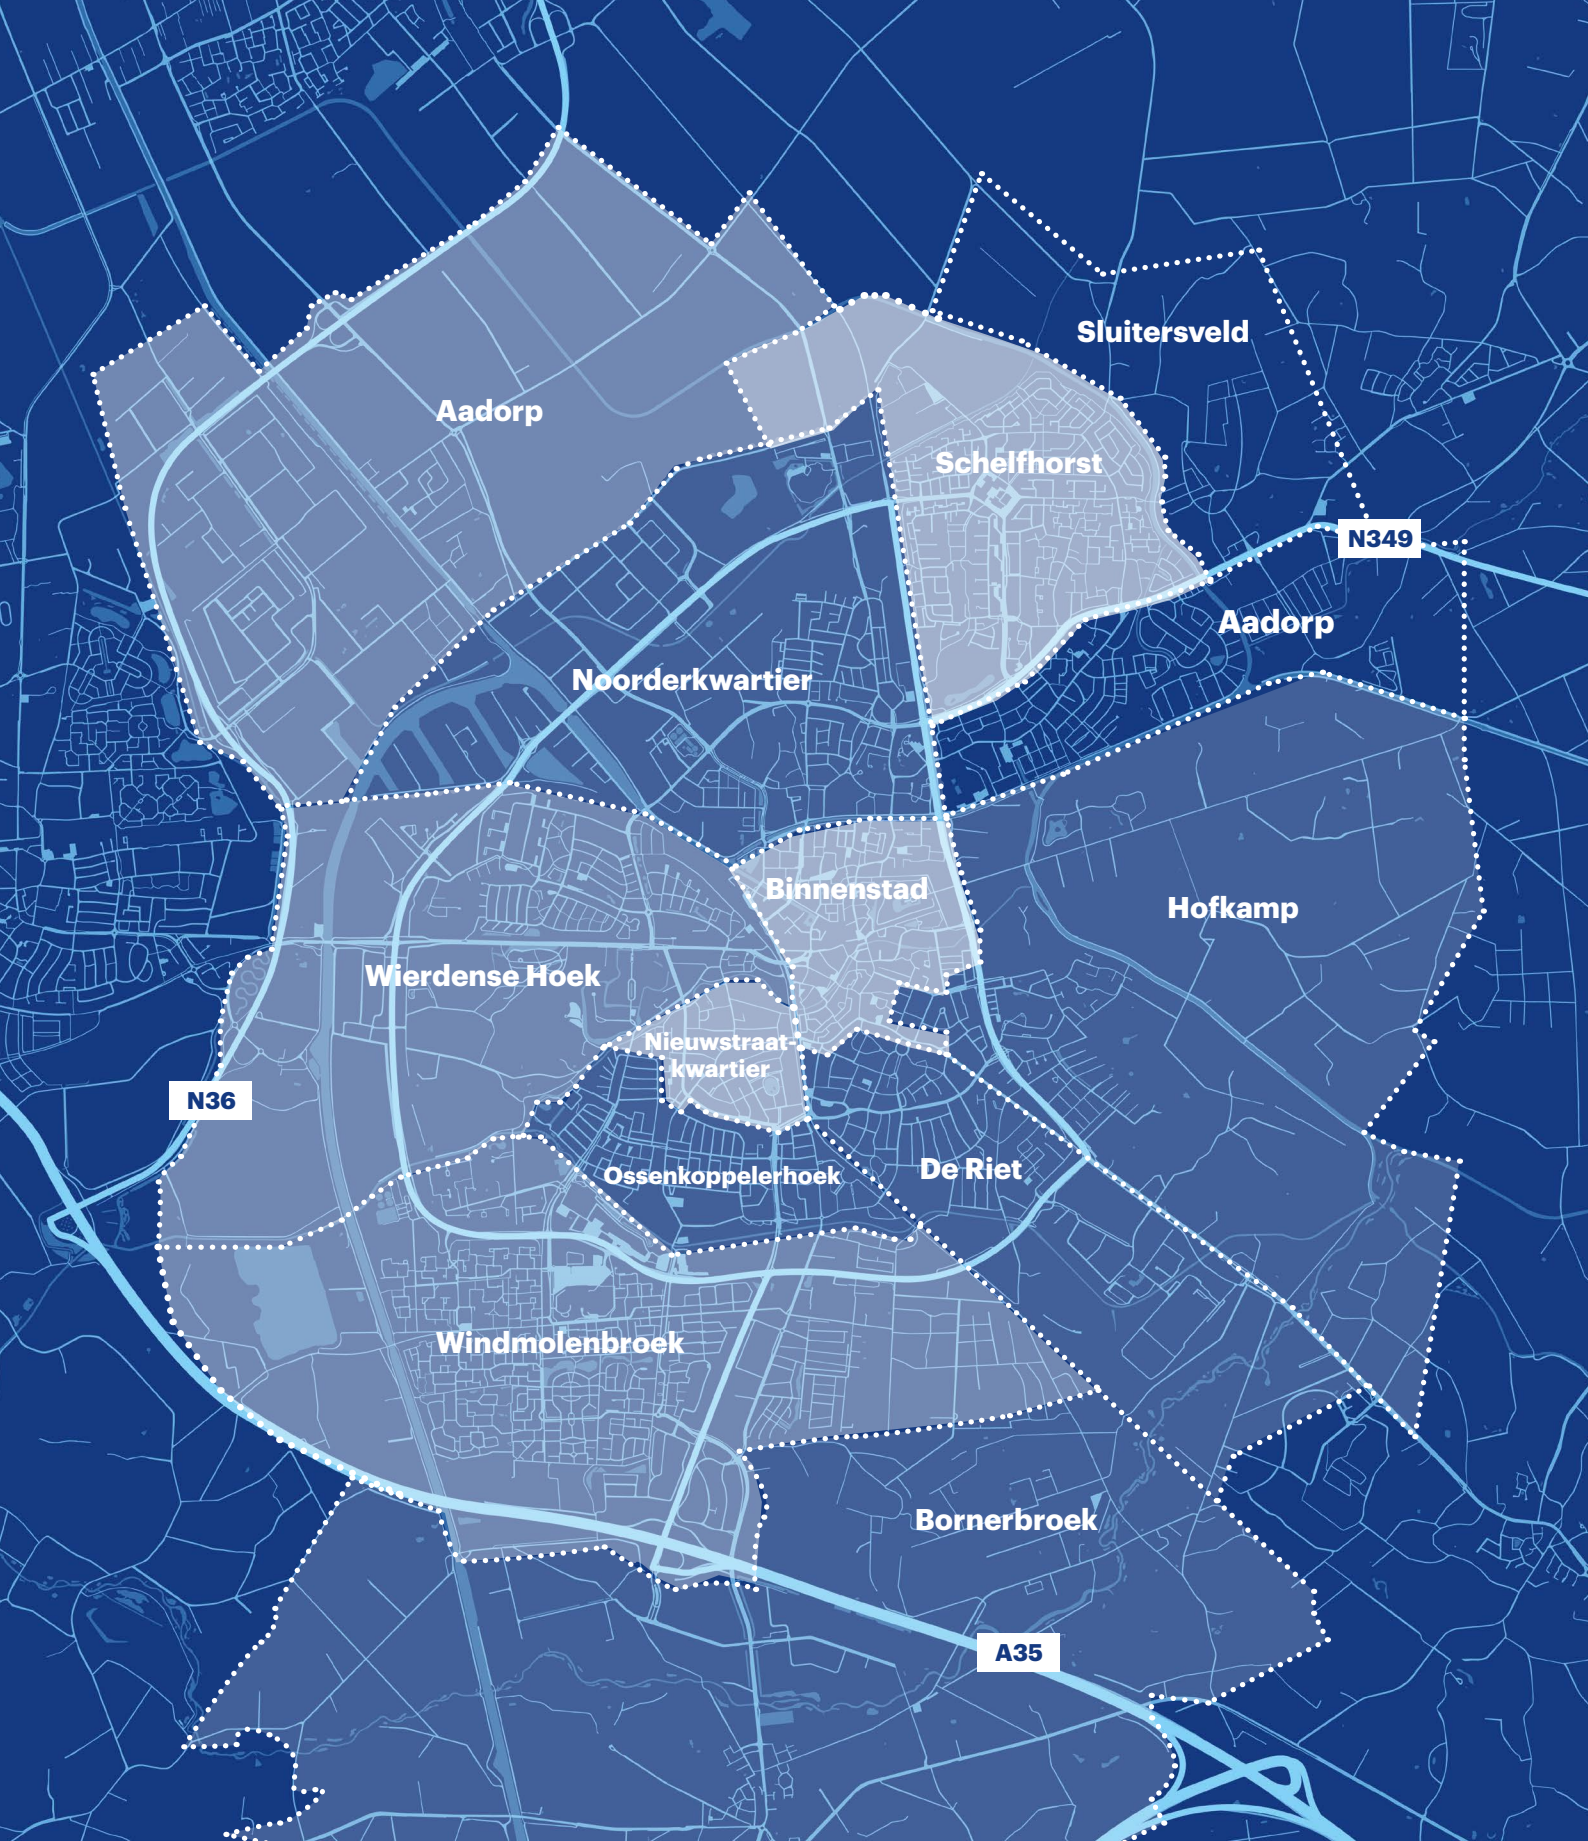 Sluitersveld
Aadorp
Schelfhorst
N349
Aadorp
Noorderkwartier
Binnenstad
Hofkamp
Wierdense Hoek
Nieuwstraat-
kwartier
N36
De Riet
Ossenkoppelerhoek
Windmolenbroek
Bornerbroek
A35